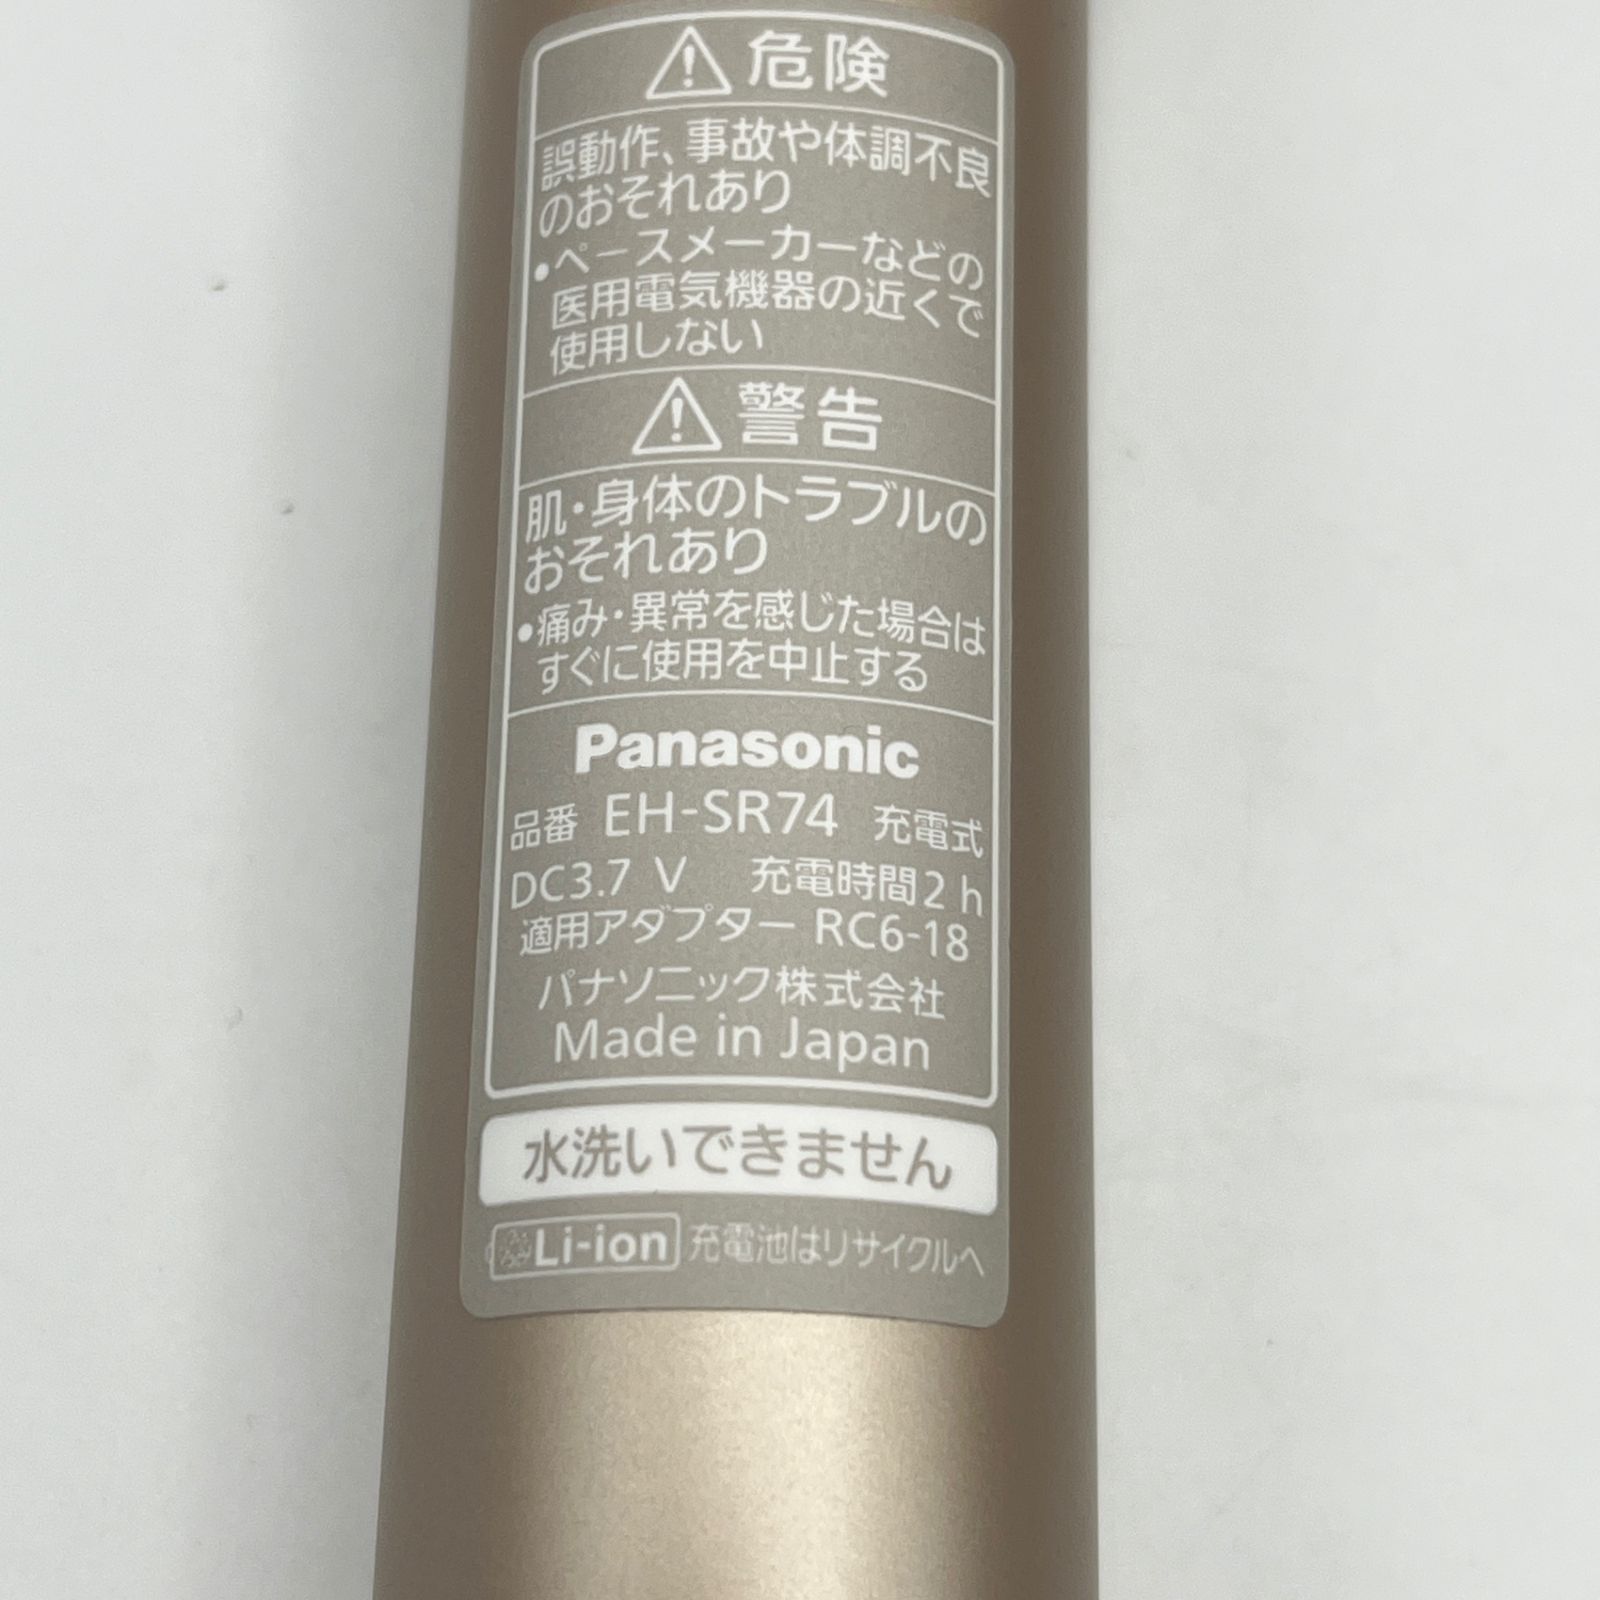 ⚠危険
誤動作、事故や体調不良
のおそれあり
•ペースメーカーなどの
医用電気機器の近くで
使用しない
⚠警告
肌・身体のトラブルの
おそれあり
•痛み・異常を感じた場合は
すぐに使用を中止する
Panasonic
品番 EH-SR74 充電式
DC3.7 V 充電時間2 h
適用アダプター RC6-18
パナソニック株式会社
Made in Japan
水洗いできません
Li-ion 充電池はリサイクルへ